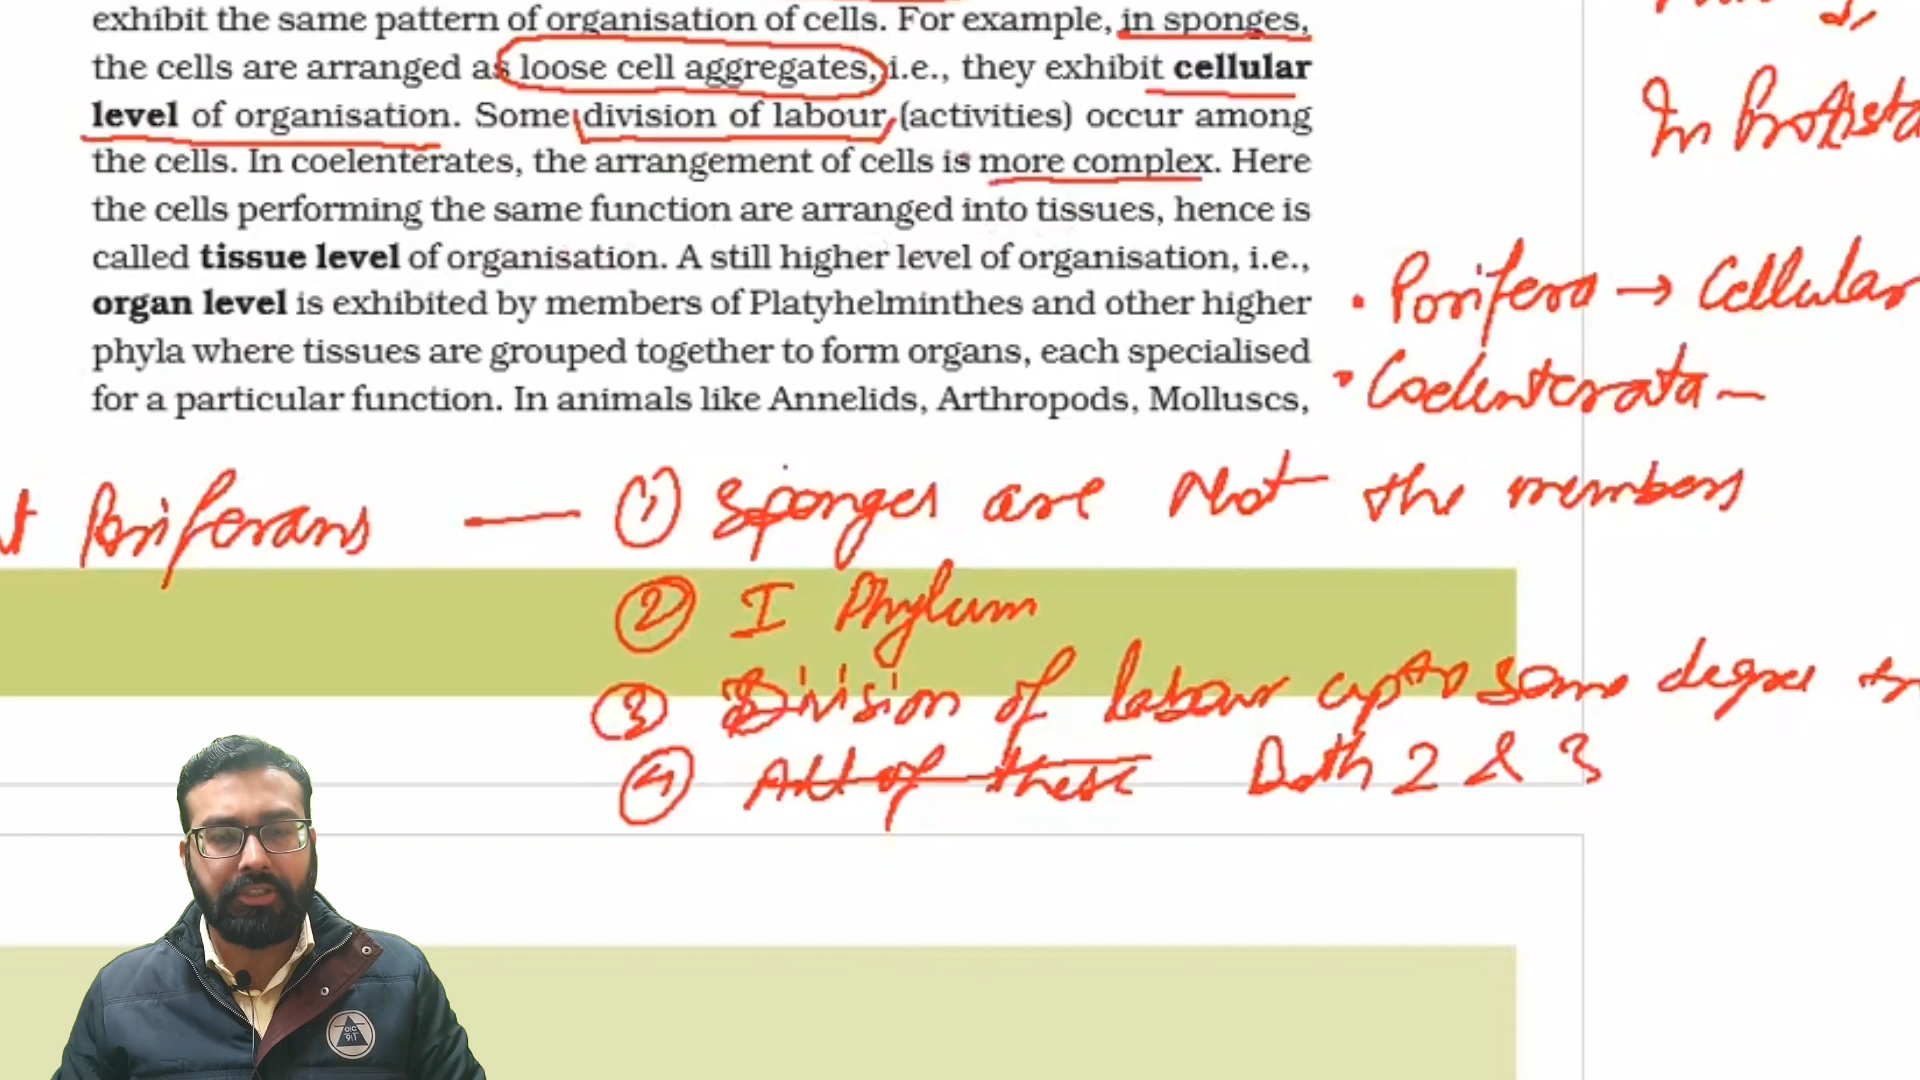 exhibit the same pattern of organisation of cells. For example, in sponges,
the cells are arranged as loose cell aggregates, i.e., they exhibit cellular
level of organisation. Some division of labour (activities) occur among
the cells. In coelenterates, the arrangement of cells is more complex. Here
the cells performing the same function are arranged into tissues, hence is
called tissue level of organisation. A still higher level of organisation, i.e.,
organ level is exhibited by members of Platyhelminthes and other higher
phyla where tissues are grouped together to form organs, each specialised
for a particular function. In animals like Annelids, Arthropods, Molluscs,
In Protista
• Porifera → Cellular
• Coelenterata –
Poriferans — ① Sponges are Not the members
② I Phylum
③ Division of labour upto some degree
④ All of these Both 2 & 3